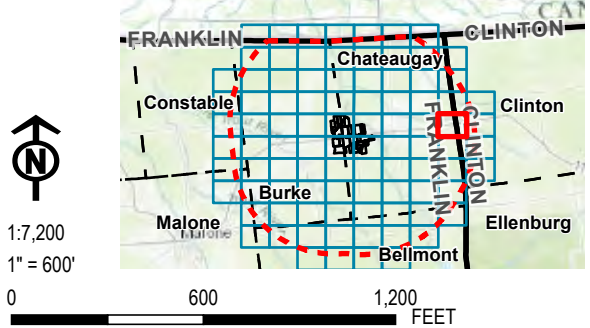 FRANKLIN
CLINTON
Chateaugay
Constable
Clinton
FRANKLIN
CLINTON
N
Burke
1:7,200
Malone
Ellenburg
Malone
1" = 600'
Bellmont
0 600 1,200
FEET